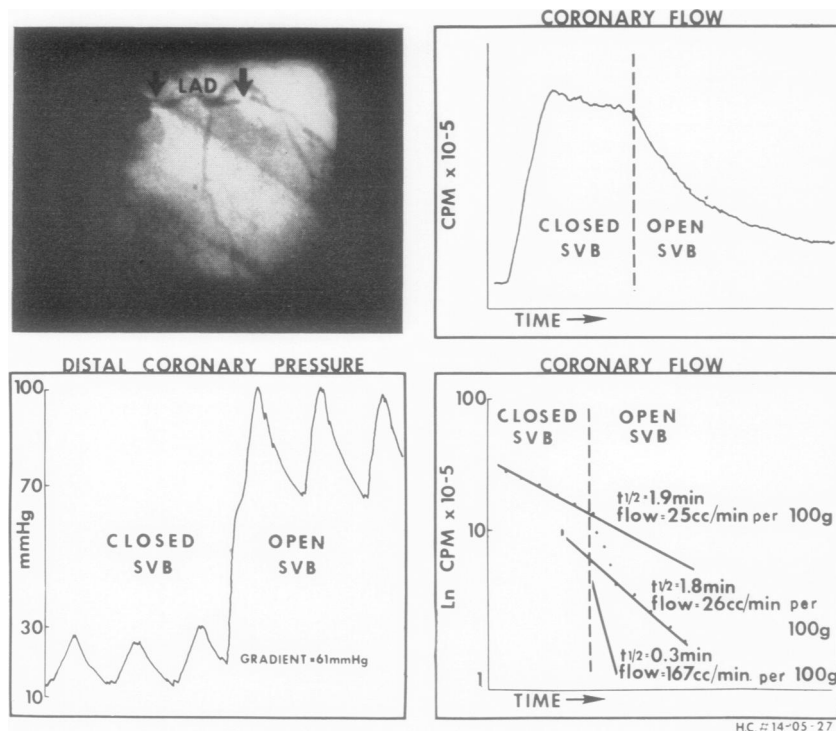 LAD
CORONARY FLOW
CPM x 10-5
CLOSED
SVB
OPEN
SVB
TIME
DISTAL CORONARY PRESSURE
100
70
30
10
mmHg
CLOSED
SVB
OPEN
SVB
GRADIENT = 61mmHg
CORONARY FLOW
100
10
1
Ln CPM x 10-5
CLOSED
SVB
OPEN
SVB
t1/2=1.9min
flow=25cc/min per 100g
t1/2=1.8min
flow=26cc/min per
100g
t1/2=0.3min
flow=167cc/min. per 100g
TIME
HC #14-05-27